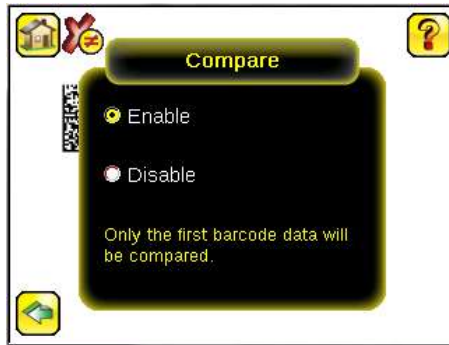 Compare
Enable
Disable
Only the first barcode data will
be compared.